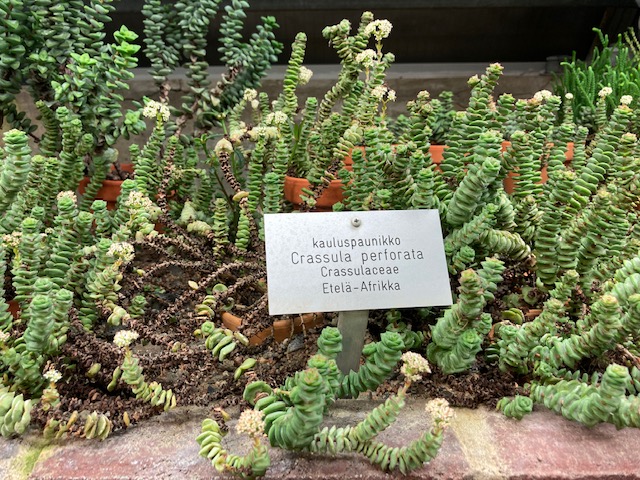 kauluspaunikko
Crassula perforata
Crassulaceae
Etelä-Afrikka